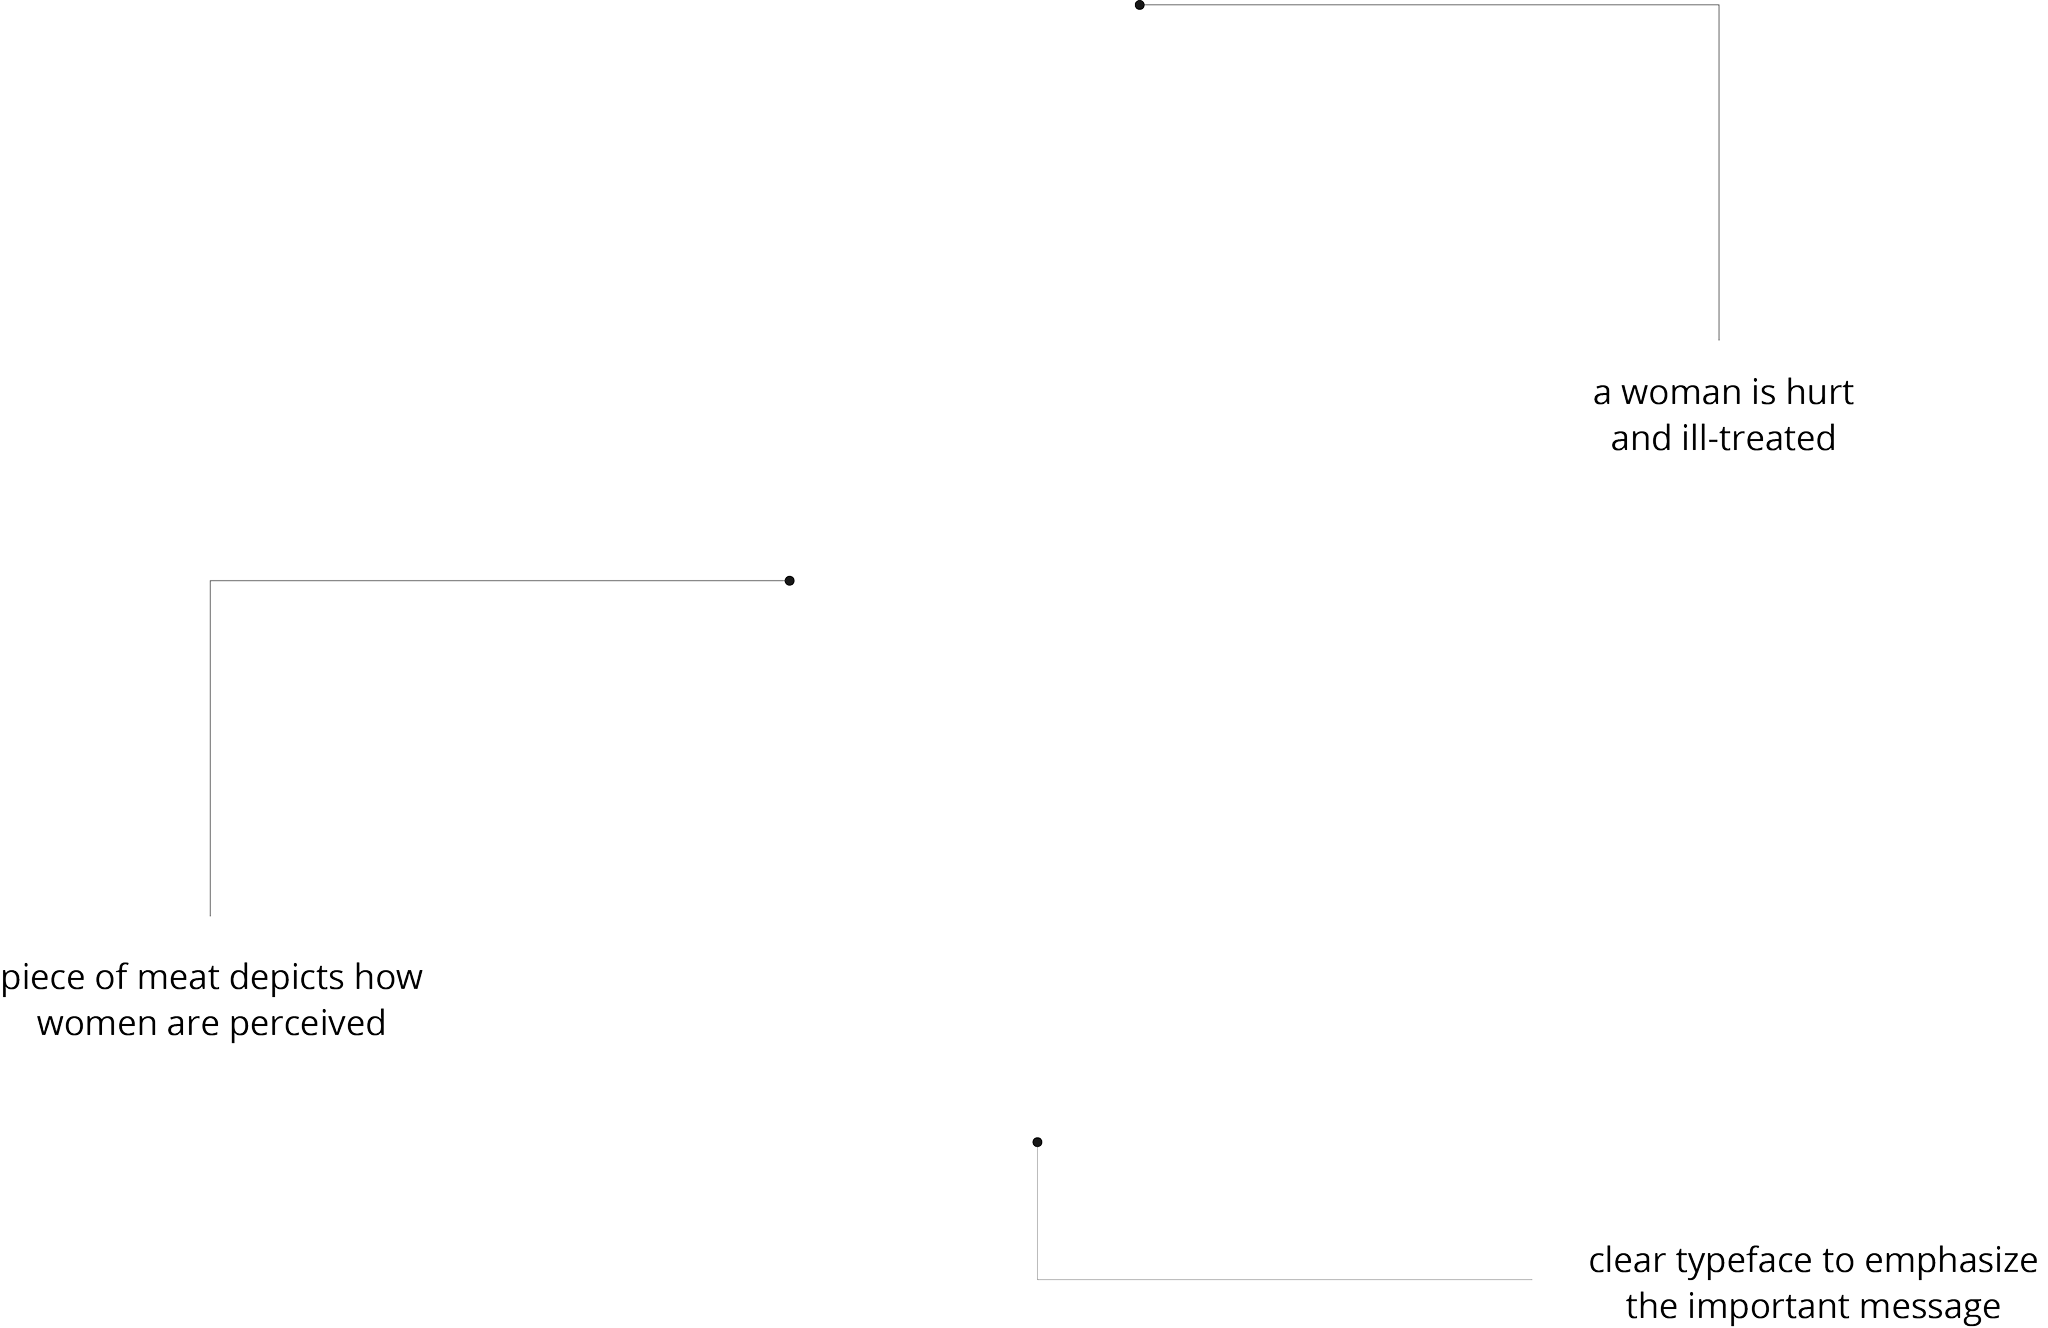 a woman is hurt
and ill-treated
piece of meat depicts how
women are perceived
clear typeface to emphasize
the important message